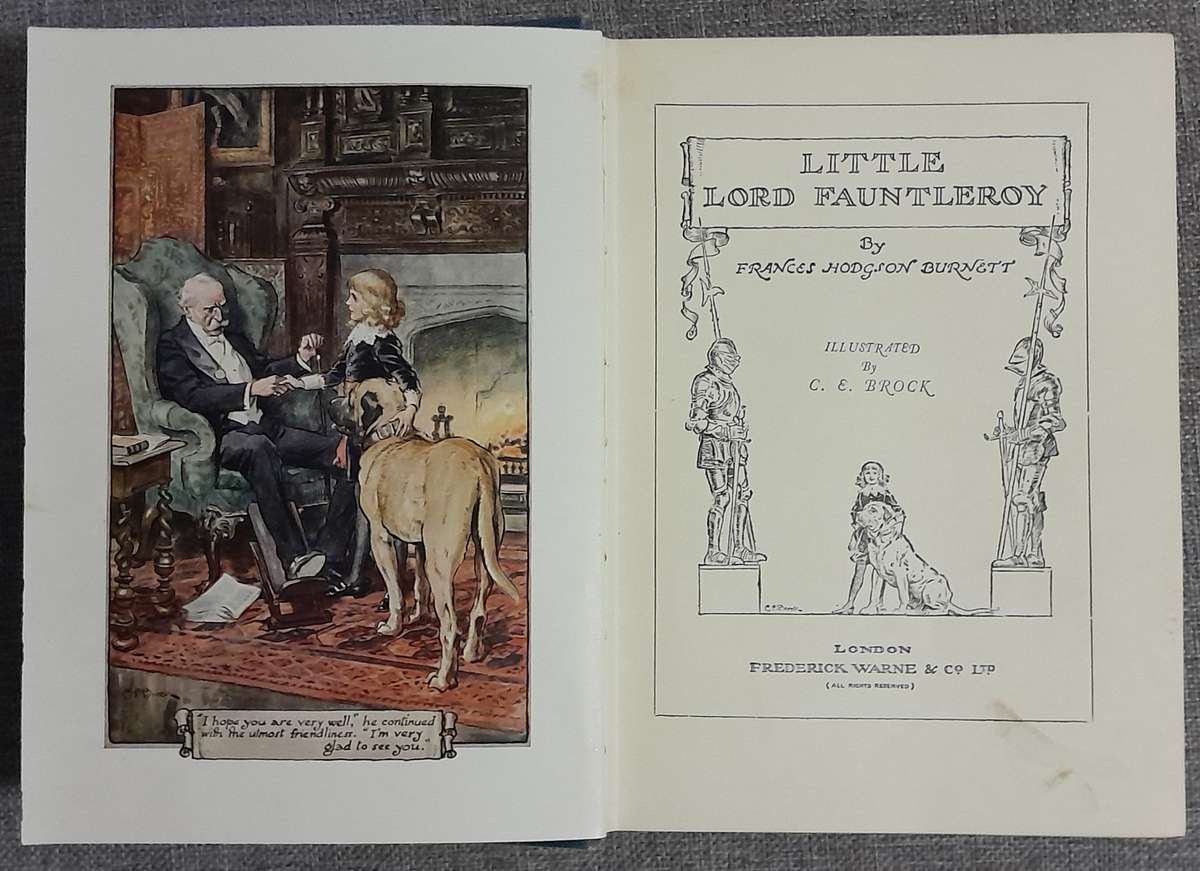 "I hope you are very well," he continued
with the utmost friendliness. "I'm very
glad to see you."
LITTLE
LORD FAUNTLEROY
By
FRANCES HODGSON BURNETT
ILLUSTRATED
By
C. E. BROCK
LONDON
FREDERICK WARNE & Co LTD
(ALL RIGHTS RESERVED)